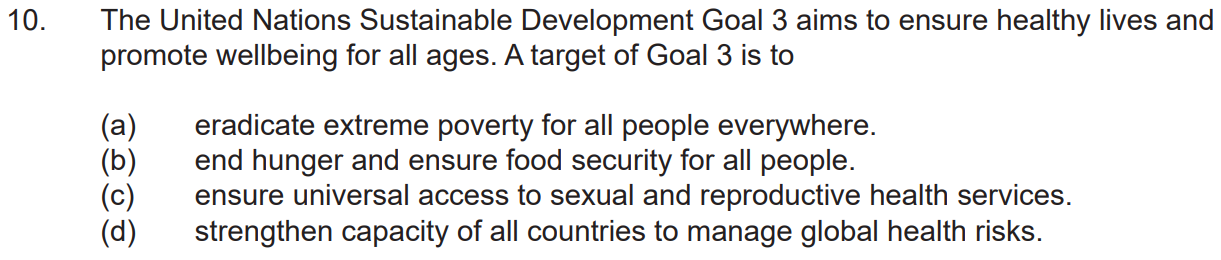 10. The United Nations Sustainable Development Goal 3 aims to ensure healthy lives and
promote wellbeing for all ages. A target of Goal 3 is to
(a) eradicate extreme poverty for all people everywhere.
(b) end hunger and ensure food security for all people.
(c) ensure universal access to sexual and reproductive health services.
(d) strengthen capacity of all countries to manage global health risks.